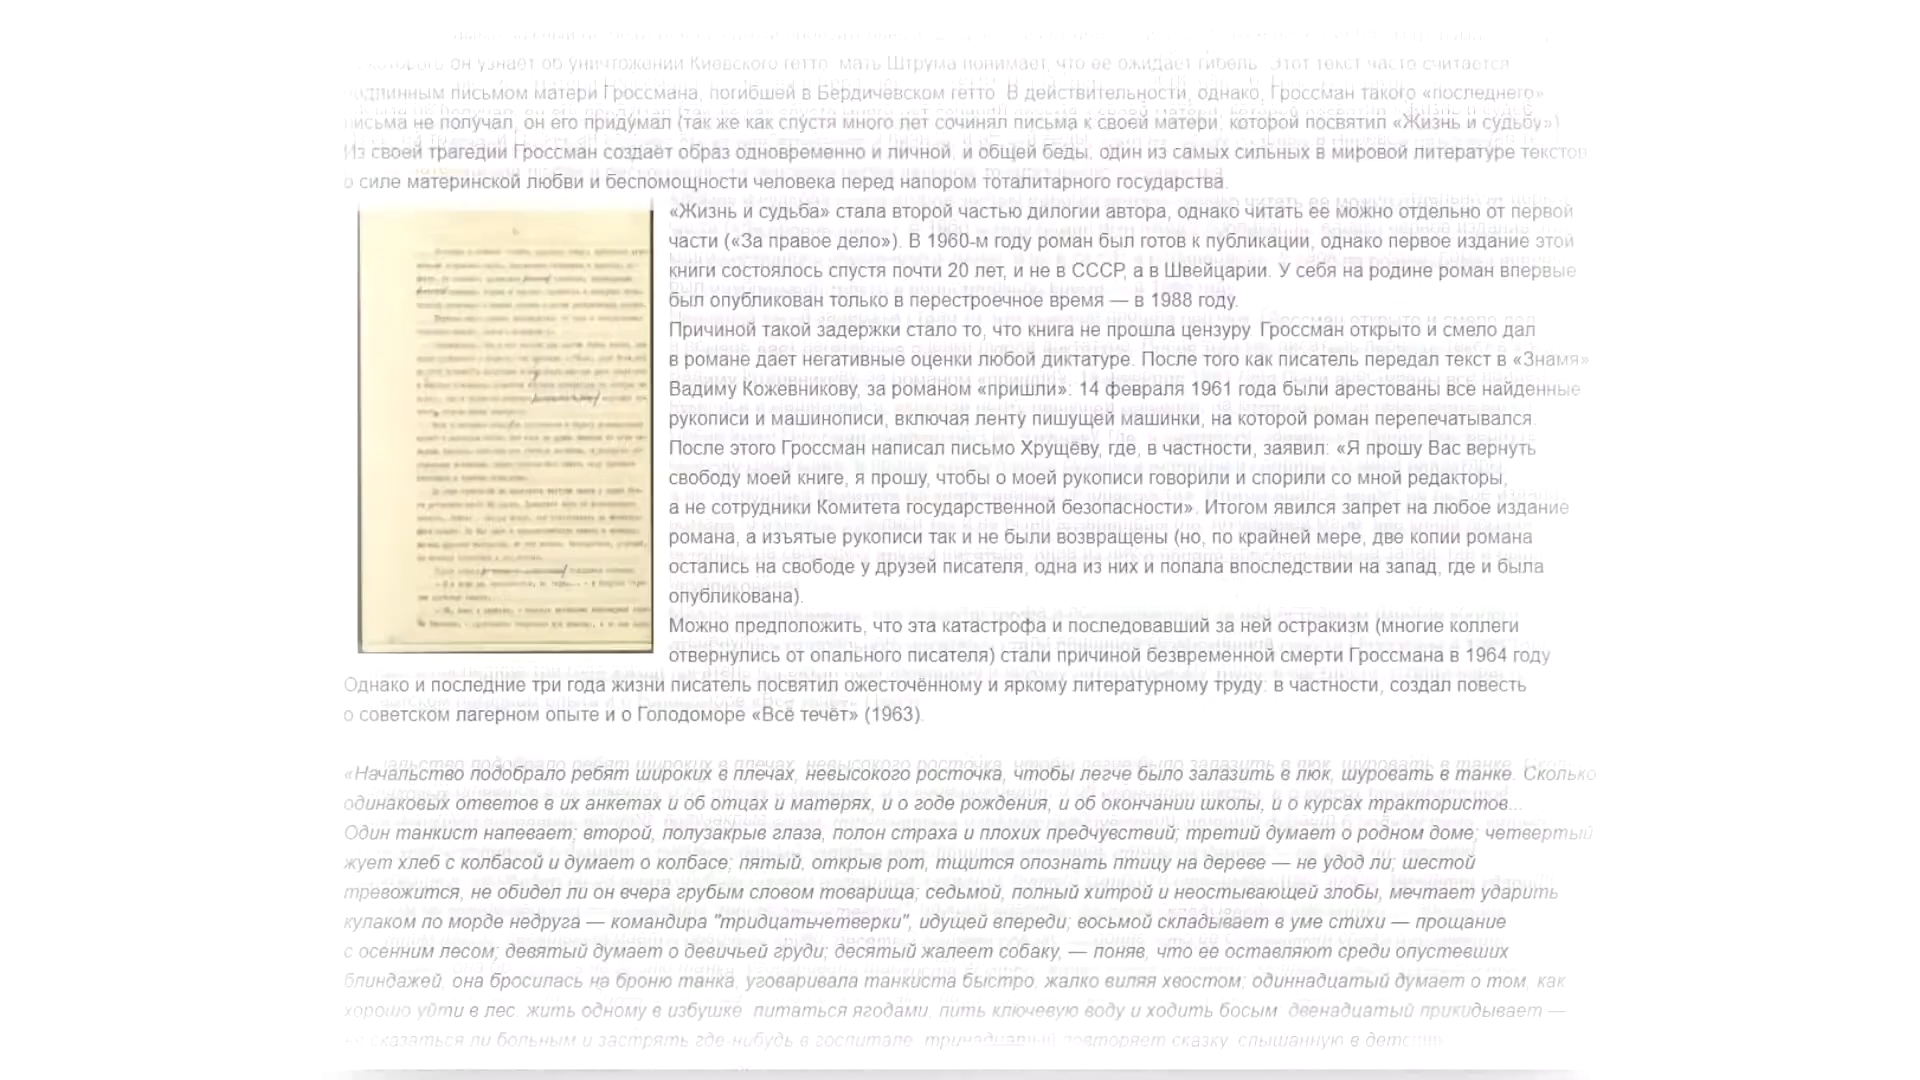 которого он узнает об уничтожении Киевского гетто, мать Штрума понимает, что ее ожидает гибель. Этот текст часто считается
подлинным письмом матери Гроссмана, погибшей в Бердичевском гетто. В действительности, однако, Гроссман такого «последнего»
письма не получал, он его придумал (так же как спустя много лет сочинял письма к своей матери, которой посвятил «Жизнь и судьбу»).
Из своей трагедии Гроссман создает образ одновременно и личной, и общей беды, один из самых сильных в мировой литературе текстов
о силе материнской любви и беспомощности человека перед напором тоталитарного государства.
«Жизнь и судьба» стала второй частью дилогии автора, однако читать ее можно отдельно от первой
части («За правое дело»). В 1960-м году роман был готов к публикации, однако первое издание этой
книги состоялось спустя почти 20 лет, и не в СССР, а в Швейцарии. У себя на родине роман впервые
был опубликован только в перестроечное время — в 1988 году.
Причиной такой задержки стало то, что книга не прошла цензуру. Гроссман открыто и смело дал
в романе дает негативные оценки любой диктатуре. После того как писатель передал текст в «Знамя»
Вадиму Кожевникову, за романом «пришли»: 14 февраля 1961 года были арестованы все найденные
рукописи и машинописи, включая ленту пишущей машинки, на которой роман перепечатывался.
После этого Гроссман написал письмо Хрущёву, где, в частности, заявил: «Я прошу Вас вернуть
свободу моей книге, я прошу, чтобы о моей рукописи говорили и спорили со мной редакторы,
а не сотрудники Комитета государственной безопасности». Итогом явился запрет на любое издание
романа, а изъятые рукописи так и не были возвращены (но, по крайней мере, две копии романа
остались на свободе у друзей писателя, одна из них и попала впоследствии на запад, где и была
опубликована).
Можно предположить, что эта катастрофа и последовавший за ней остракизм (многие коллеги
отвернулись от опального писателя) стали причиной безвременной смерти Гроссмана в 1964 году.
Однако и последние три года жизни писатель посвятил ожесточённому и яркому литературному труду: в частности, создал повесть
о советском лагерном опыте и о Голодоморе «Всё течёт» (1963).
«Начальство подобрало ребят широких в плечах, невысокого росточка, чтобы легче было залазить в люк, шуровать в танке. Сколько
одинаковых ответов в их анкетах и об отцах и матерях, и о годе рождения, и об окончании школы, и о курсах трактористов...
Один танкист напевает; второй, полузакрыв глаза, полон страха и плохих предчувствий; третий думает о родном доме; четвертый
жует хлеб с колбасой и думает о колбасе; пятый, открыв рот, тщится опознать птицу на дереве — не удод ли; шестой
тревожится, не обидел ли он вчера грубым словом товарища; седьмой, полный хитрой и неостывающей злобы, мечтает ударить
кулаком по морде недруга — командира "тридцатьчетверки", идущей впереди; восьмой складывает в уме стихи — прощание
с осенним лесом; девятый думает о девичьей груди; десятый жалеет собаку, — поняв, что ее оставляют среди опустевших
блиндажей, она бросилась на броню танка, уговаривала танкиста быстро, жалко виляя хвостом; одиннадцатый думает о том, как
хорошо уйти в лес, жить одному в избушке, питаться ягодами, пить ключевую воду и ходить босым; двенадцатый прикидывает —
не сказаться ли больным и застрять где-нибудь в госпитале; тринадцатый повторяет сказку, слышанную в